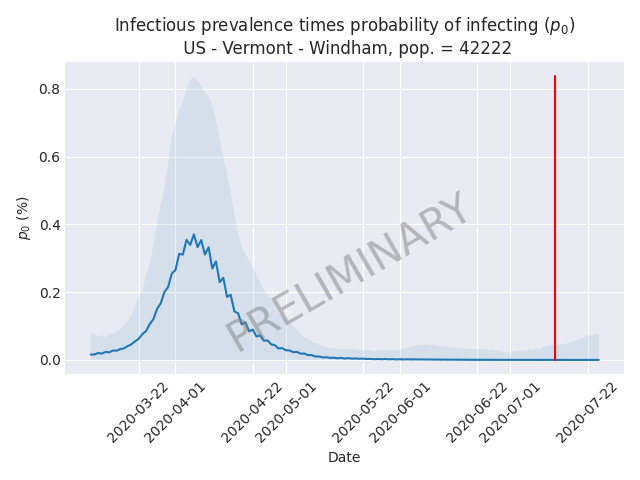 Infectious prevalence times probability of infecting (p₀)
US - Vermont - Windham, pop. = 42222
0.8
0.6
0.4
0.2
0.0
p₀ (%)
PRELIMINARY
2020-03-22
2020-04-01
2020-04-22
2020-05-01
2020-05-22
2020-06-01
2020-06-22
2020-07-01
2020-07-22
Date